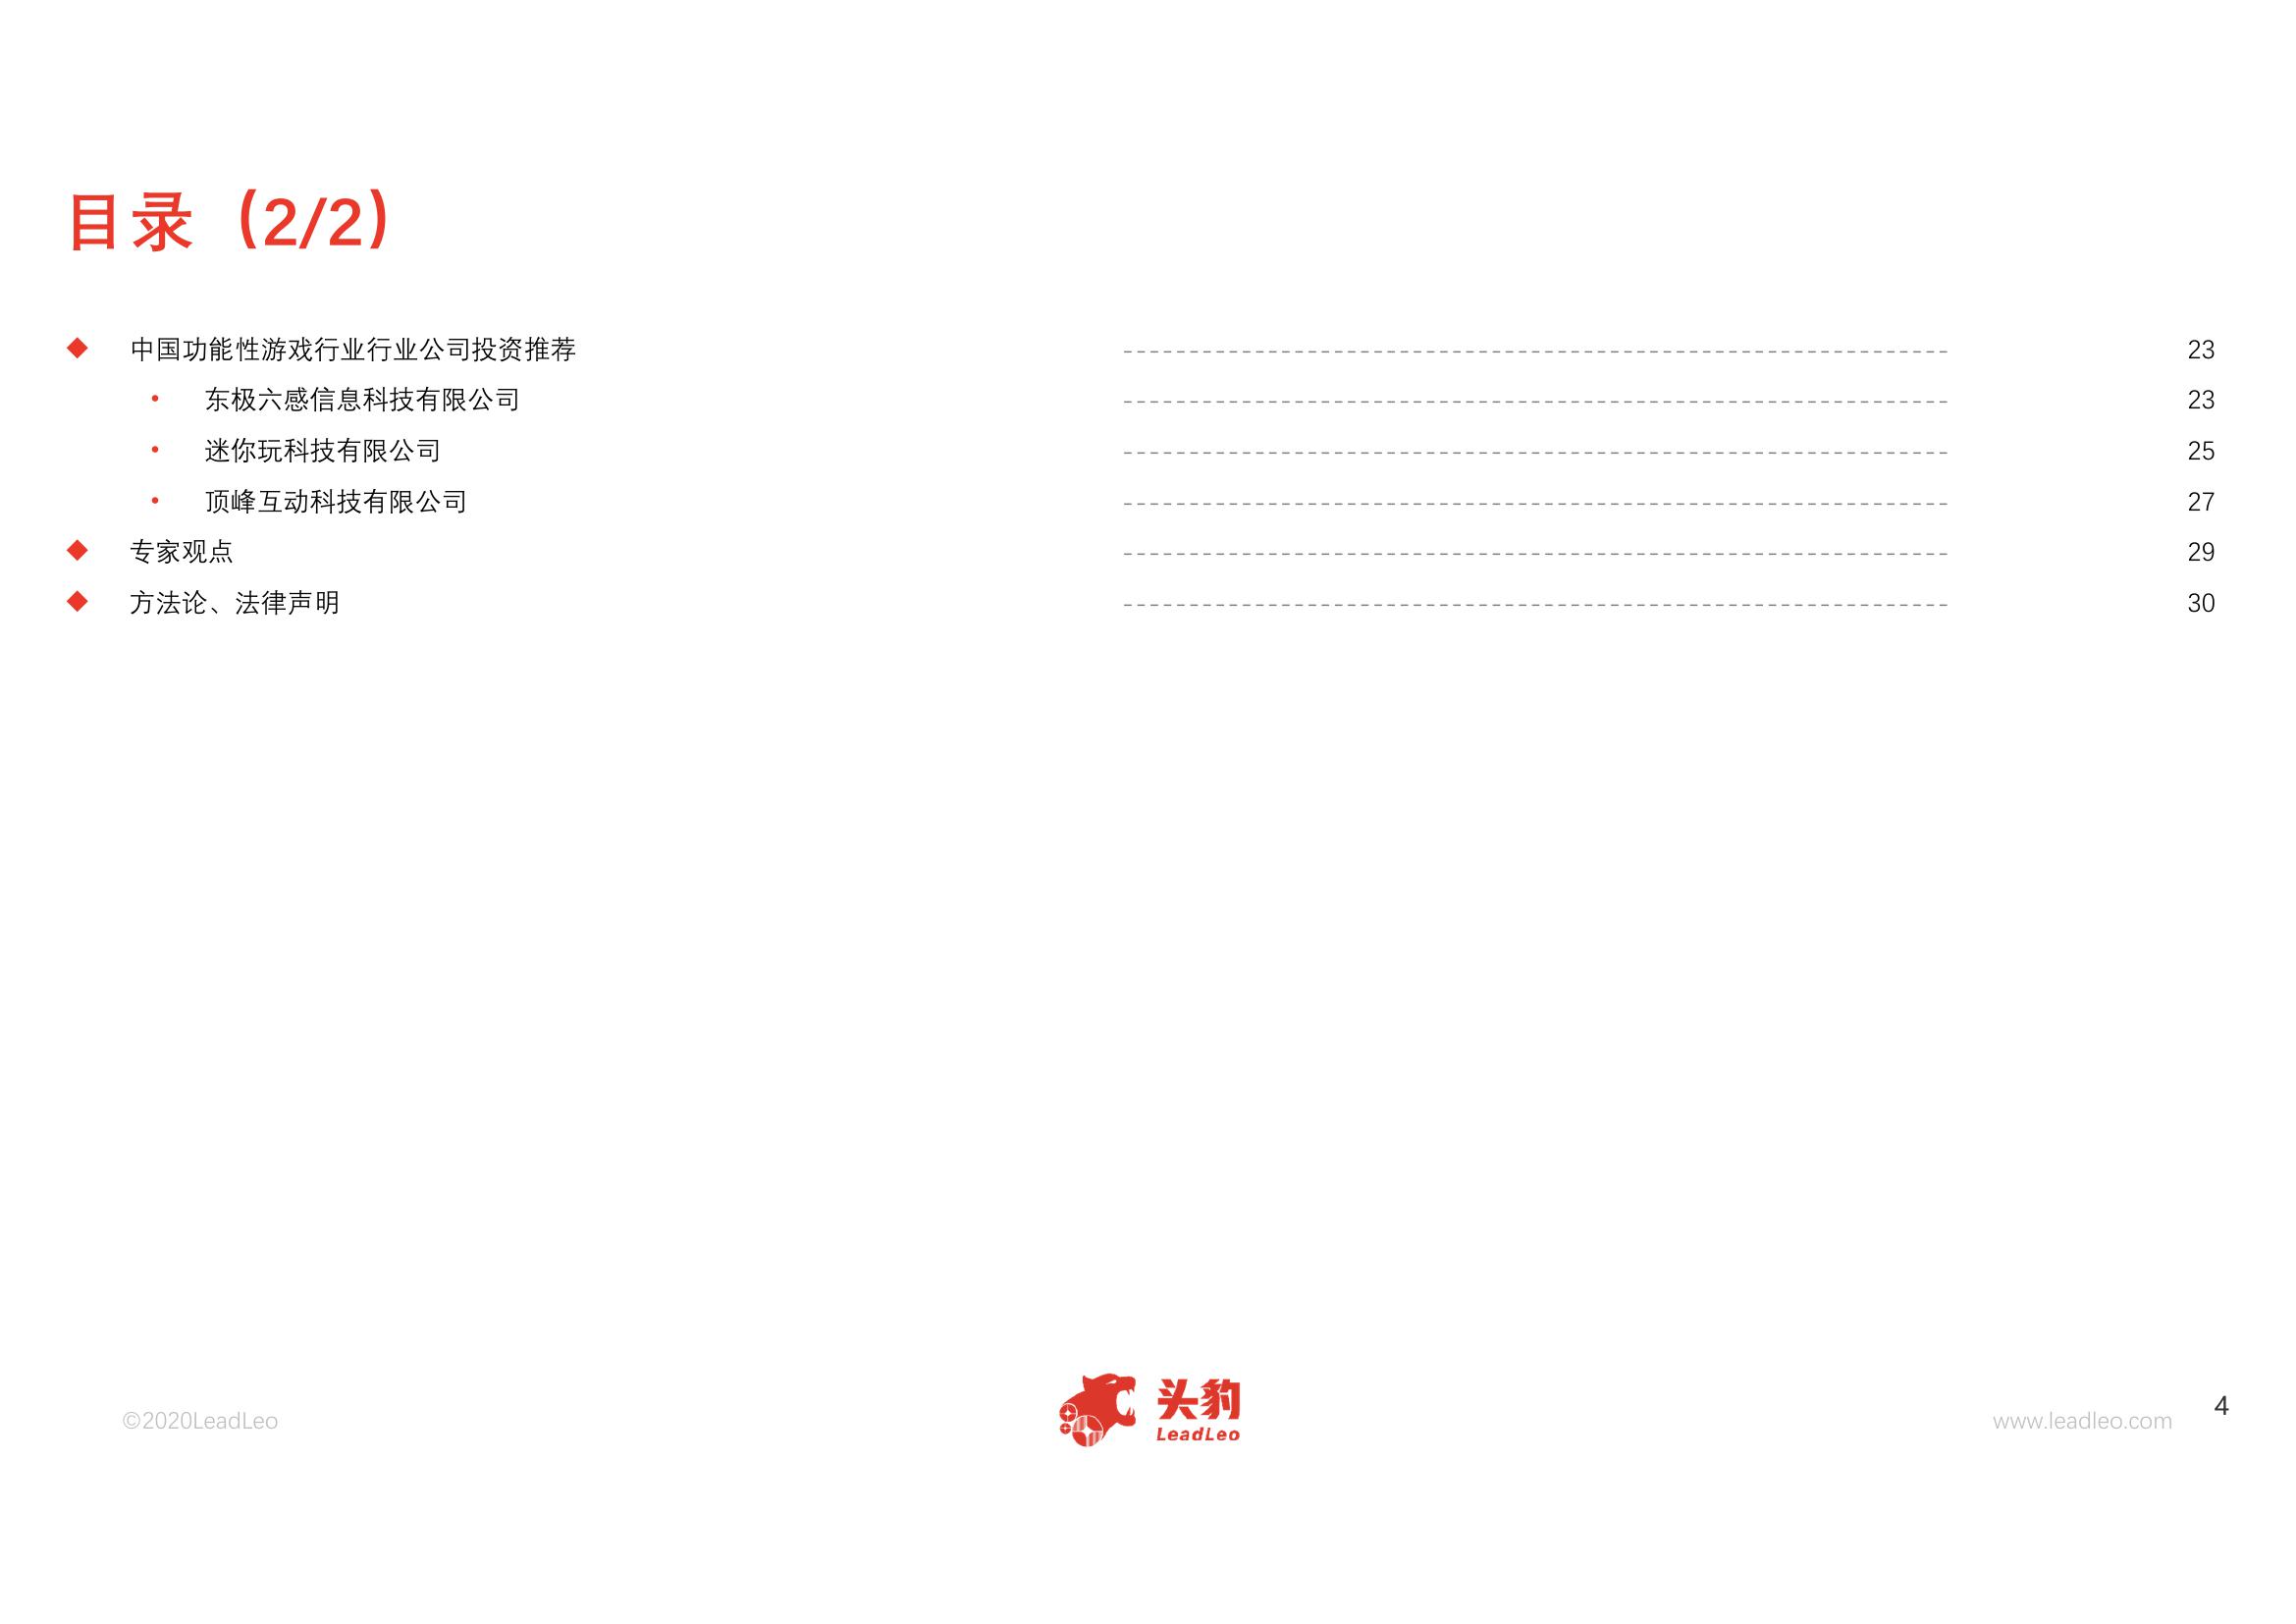 目录（2/2）
◆ 中国功能性游戏行业行业公司投资推荐 23
• 东极六感信息科技有限公司 23
• 迷你玩科技有限公司 25
• 顶峰互动科技有限公司 27
◆ 专家观点 29
◆ 方法论、法律声明 30
©2020LeadLeo
头豹
LeadLeo
www.leadleo.com
4